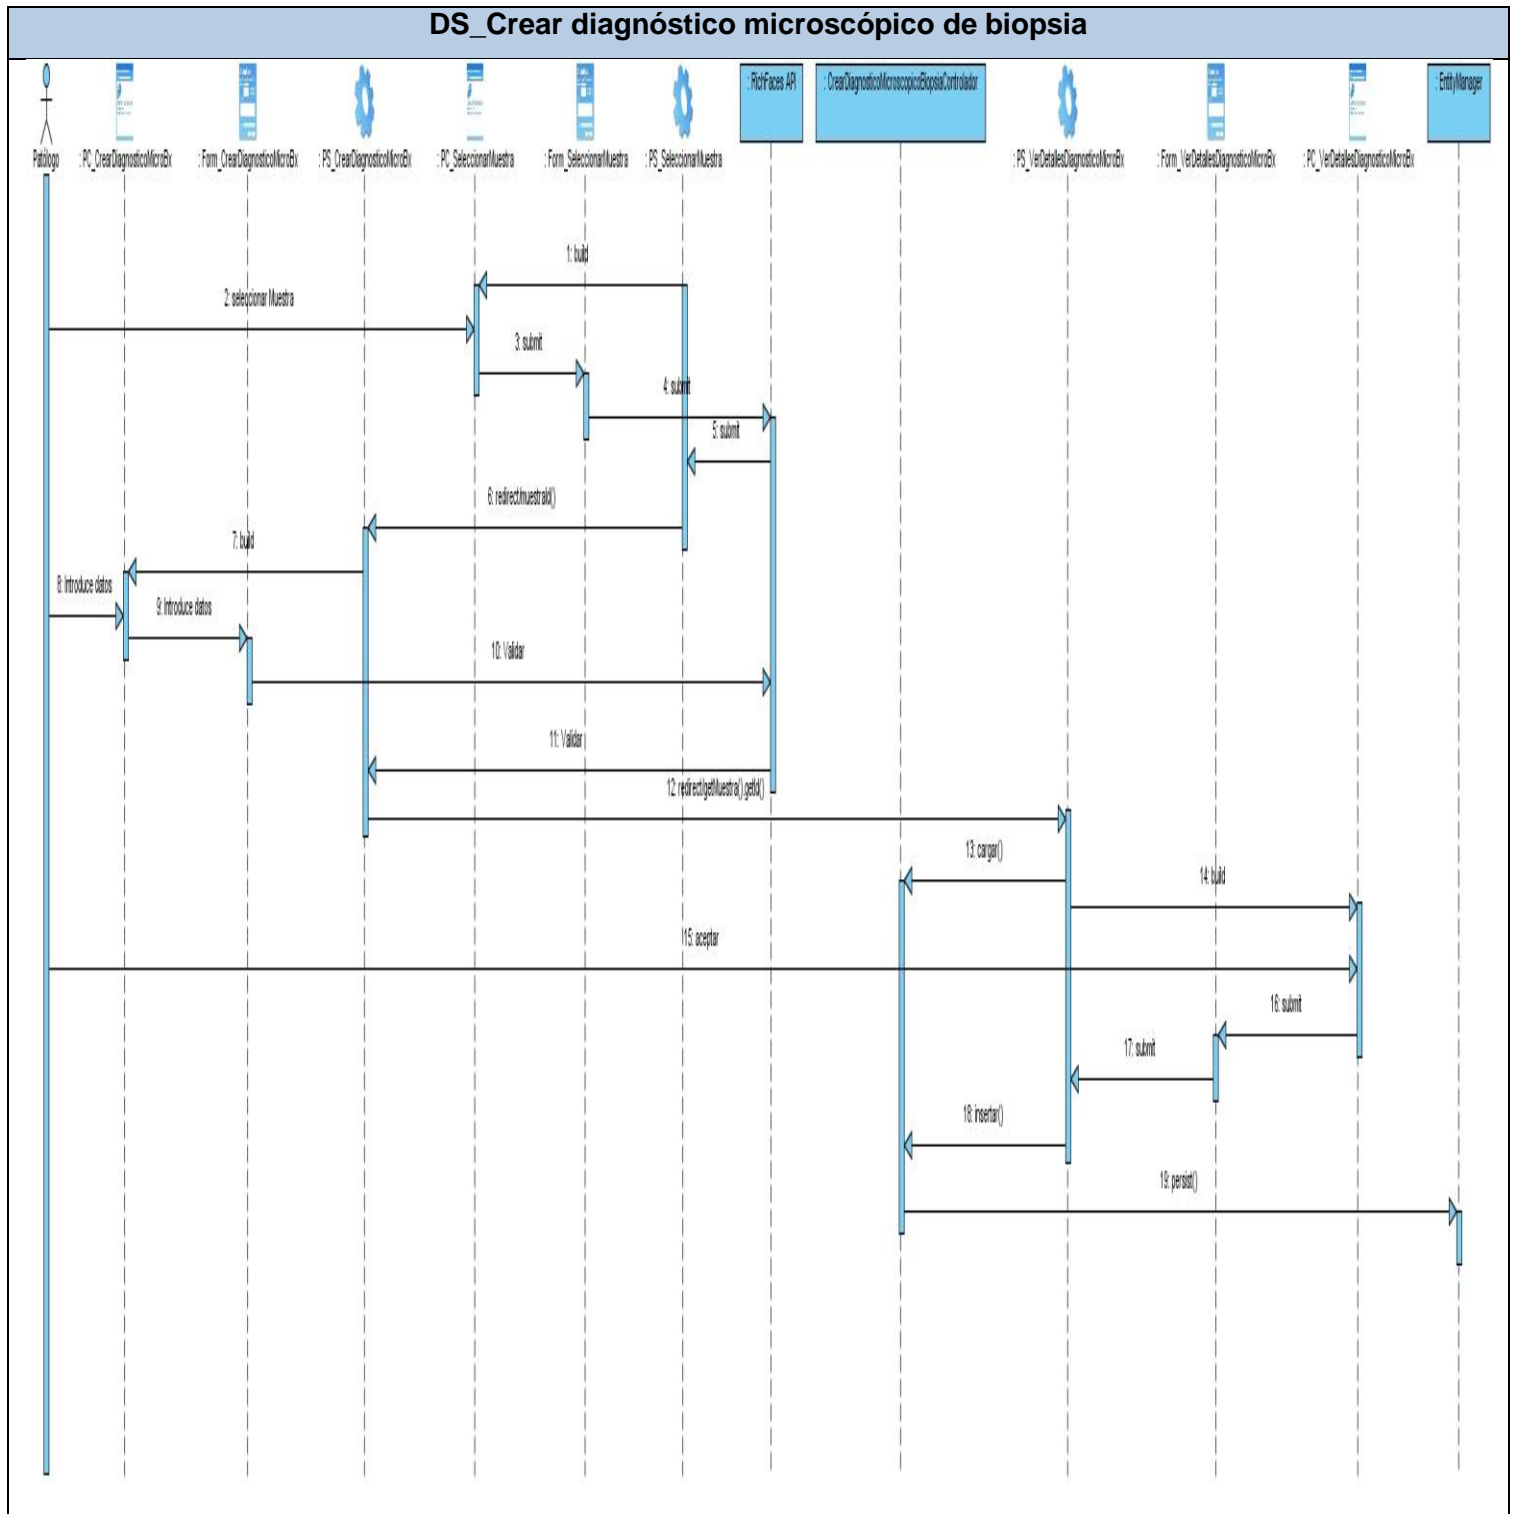 DS_Crear diagnóstico microscópico de biopsia
Patólogo
: PC_CrearDiagnosticoMicroBx
: Form_CrearDiagnosticoMicroBx
: PS_CrearDiagnosticoMicroBx
: PC_SeleccionarMuestra
: Form_SeleccionarMuestra
: PS_SeleccionarMuestra
: RichFaces API
: CrearDiagnosticoMicroscopicoBiopsiaControlador
: PS_VerDetallesDiagnosticoMicroBx
: Form_VerDetallesDiagnosticoMicroBx
: PC_VerDetallesDiagnosticoMicroBx
: EntityManager
1: build
2: seleccionar Muestra
3: submit
4: submit
5: submit
6: redirect/muestraId()
7: build
8: Introduce datos
9: Introduce datos
10: Validar
11: Validar
12: redirect/getMuestra().getId()
13: cargar()
14: build
15: aceptar
16: submit
17: submit
18: insertar()
19: persist()